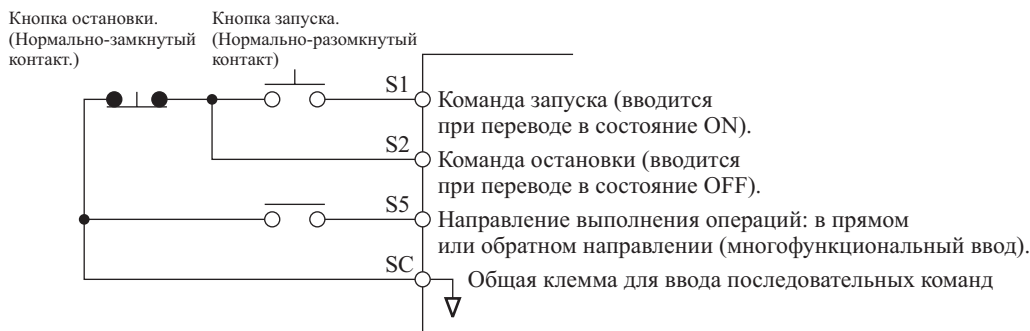 Кнопка остановки.
(Нормально-замкнутый
контакт.)
Кнопка запуска.
(Нормально-разомкнутый
контакт)
S1
Команда запуска (вводится
при переводе в состояние ON).
S2
Команда остановки (вводится
при переводе в состояние OFF).
S5
Направление выполнения операций: в прямом
или обратном направлении (многофункциональный ввод).
SC
Общая клемма для ввода последовательных команд